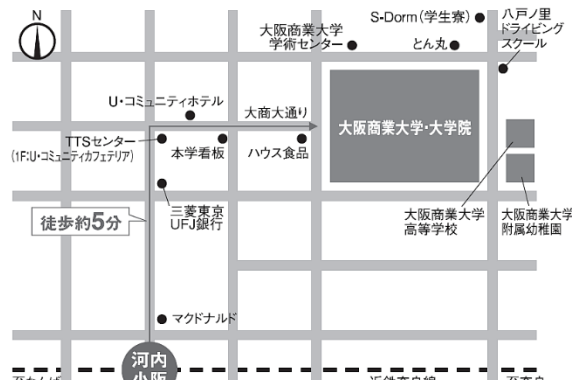 N
S-Dorm(学生寮)
八戸ノ里
ドライビング
スクール
大阪商業大学
学術センター
とん丸
U・コミュニティホテル
大商大通り
大阪商業大学・大学院
TTSセンター
(1F:U・コミュニティカフェテリア)
本学看板
ハウス食品
三菱東京
UFJ銀行
徒歩約5分
大阪商業大学
高等学校
大阪商業大学
附属幼稚園
マクドナルド
河内
小阪
近鉄奈良線